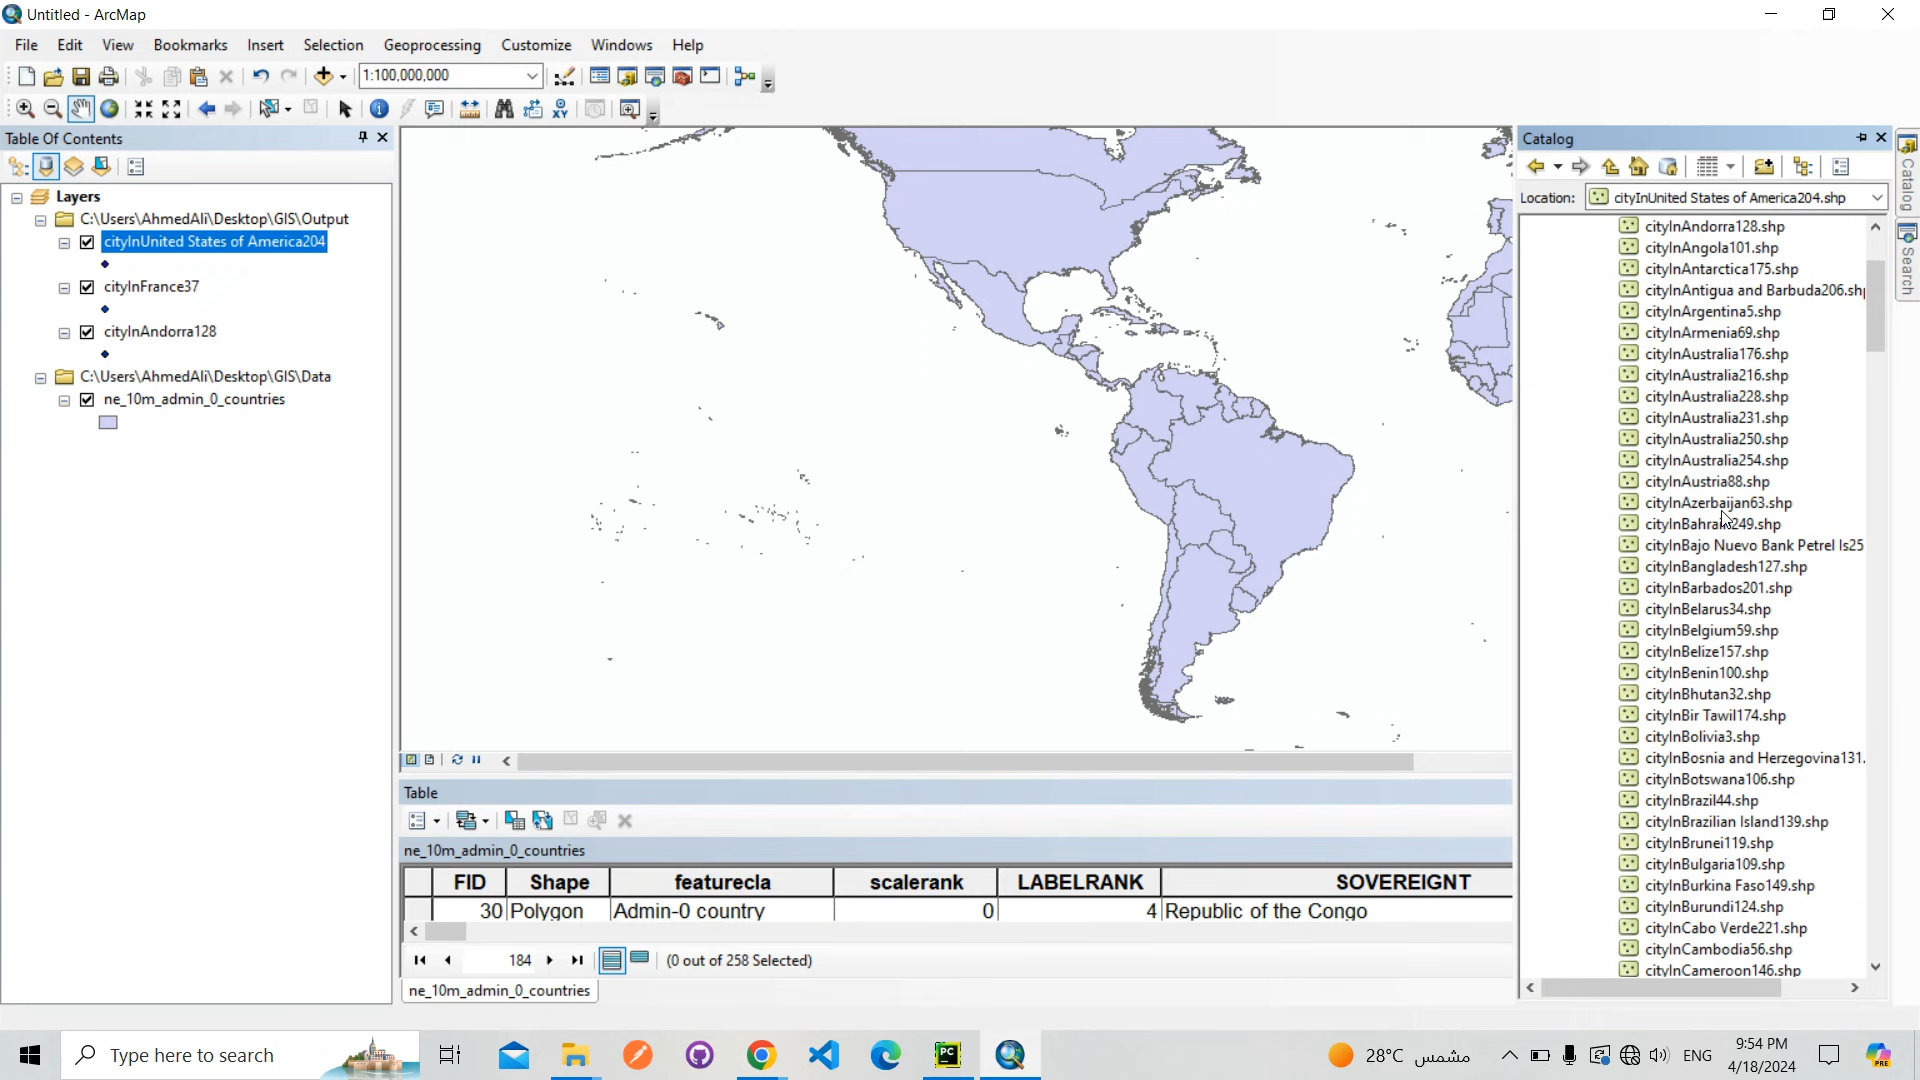 Untitled - ArcMap
File Edit View Bookmarks Insert Selection Geoprocessing Customize Windows Help
1:100,000,000
Table Of Contents
Layers
C:\Users\AhmedAli\Desktop\GIS\Output
cityInUnited States of America204
cityInFrance37
cityInAndorra128
C:\Users\AhmedAli\Desktop\GIS\Data
ne_10m_admin_0_countries
Table
ne_10m_admin_0_countries
FID Shape featurecla scalerank LABELRANK SOVEREIGNT
30 Polygon Admin-0 country 0 4 Republic of the Congo
184 (0 out of 258 Selected)
ne_10m_admin_0_countries
Catalog
Location: cityInUnited States of America204.shp
cityInAndorra128.shp
cityInAngola101.shp
cityInAntarctica175.shp
cityInAntigua and Barbuda206.shp
cityInArgentina5.shp
cityInArmenia69.shp
cityInAustralia176.shp
cityInAustralia216.shp
cityInAustralia228.shp
cityInAustralia231.shp
cityInAustralia250.shp
cityInAustralia254.shp
cityInAustria88.shp
cityInAzerbaijan63.shp
cityInBahrain249.shp
cityInBajo Nuevo Bank Petrel Is25
cityInBangladesh127.shp
cityInBarbados201.shp
cityInBelarus34.shp
cityInBelgium59.shp
cityInBelize157.shp
cityInBenin100.shp
cityInBhutan32.shp
cityInBir Tawil174.shp
cityInBolivia3.shp
cityInBosnia and Herzegovina131.
cityInBotswana106.shp
cityInBrazil44.shp
cityInBrazilian Island139.shp
cityInBrunei119.shp
cityInBulgaria109.shp
cityInBurkina Faso149.shp
cityInBurundi124.shp
cityInCabo Verde221.shp
cityInCambodia56.shp
cityInCameroon146.shp
Catalog
Search
Type here to search
PC
28°C مشمس
ENG
9:54 PM
4/18/2024
PRE